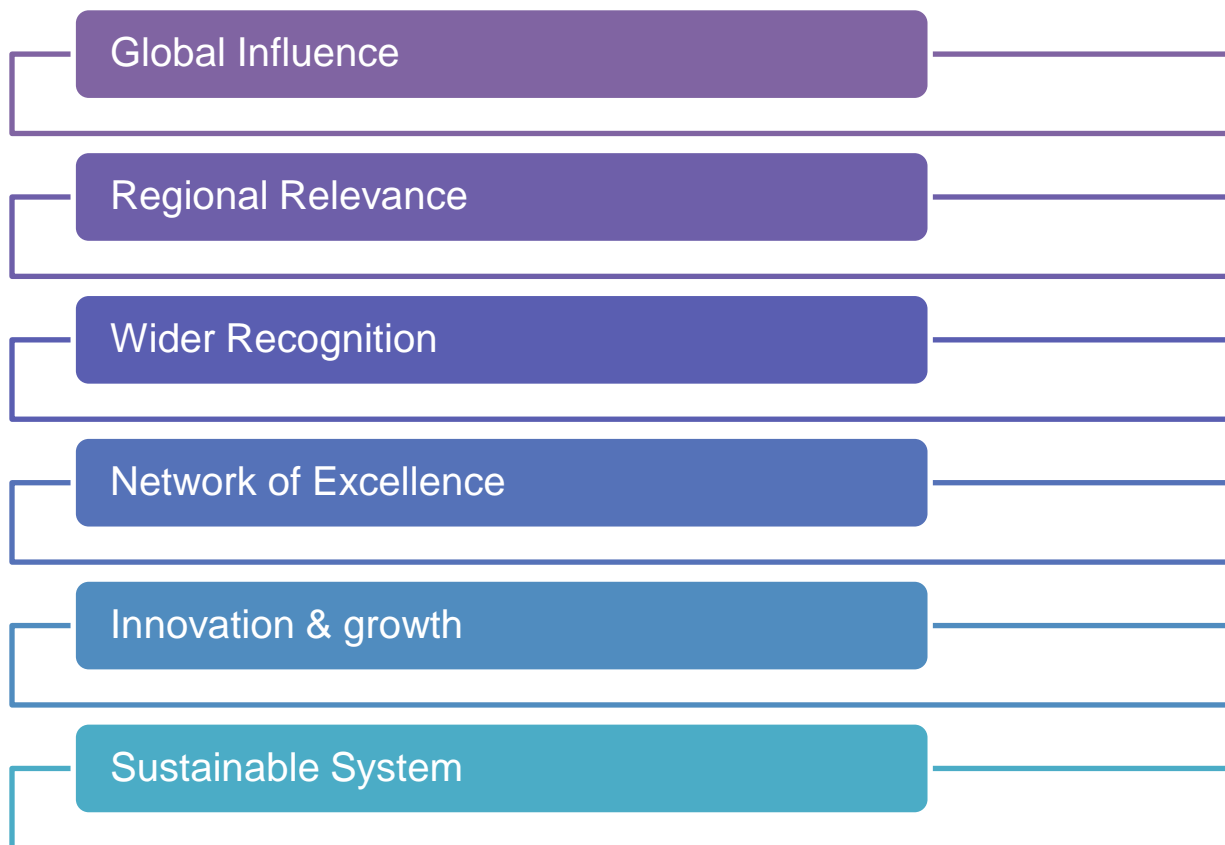 Global Influence
Regional Relevance
Wider Recognition
Network of Excellence
Innovation & growth
Sustainable System